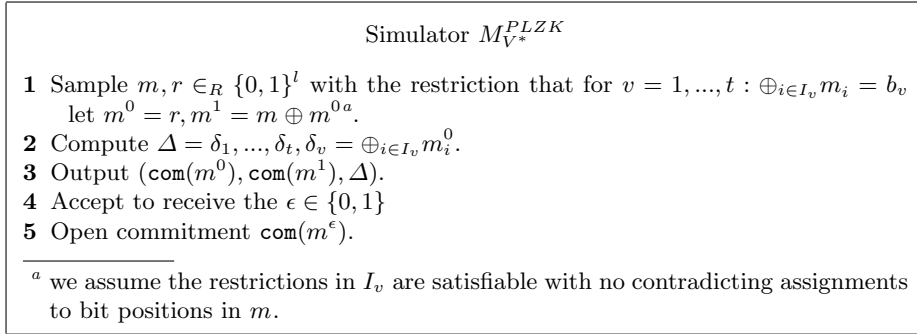 Simulator $M_{V^*}^{PLZK}$
1 Sample $m, r \in_R \{0,1\}^l$ with the restriction that for $v = 1, ..., t : \oplus_{i \in I_v} m_i = b_v$
let $m^0 = r, m^1 = m \oplus m^0$ $^a$.
2 Compute $\Delta = \delta_1, ..., \delta_t, \delta_v = \oplus_{i \in I_v} m_i^0$.
3 Output $(\texttt{com}(m^0), \texttt{com}(m^1), \Delta)$.
4 Accept to receive the $\epsilon \in \{0,1\}$
5 Open commitment $\texttt{com}(m^\epsilon)$.
$^a$ we assume the restrictions in $I_v$ are satisfiable with no contradicting assignments
to bit positions in $m$.